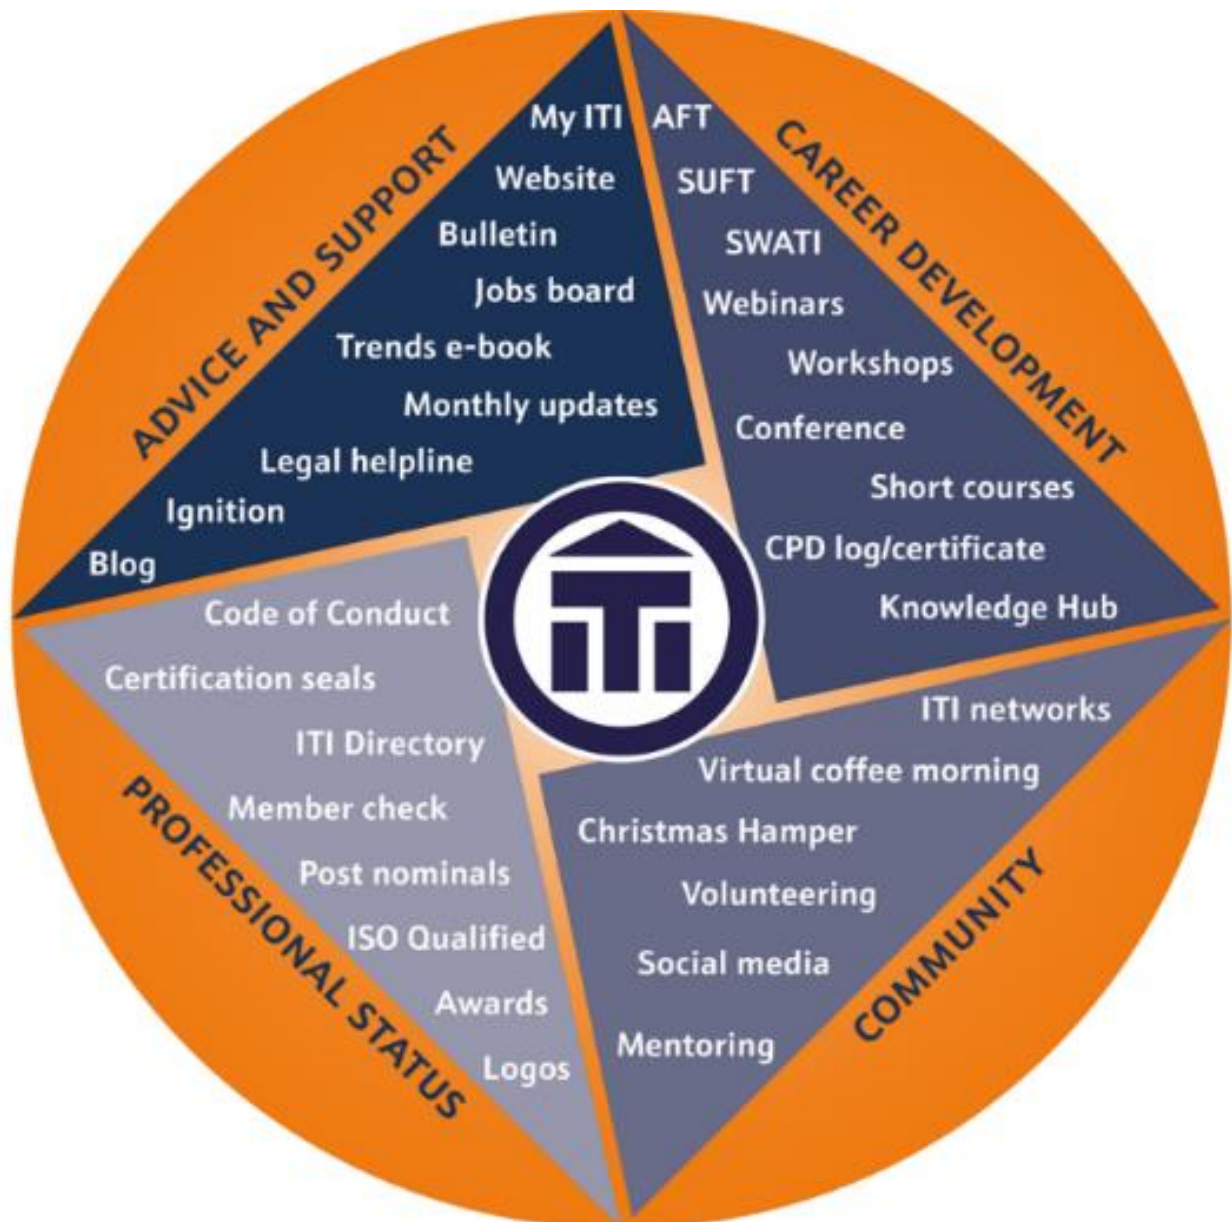 ADVICE AND SUPPORT
My ITI
Website
Bulletin
Jobs board
Trends e-book
Monthly updates
Legal helpline
Ignition
Blog
CAREER DEVELOPMENT
AFT
SUFT
SWATI
Webinars
Workshops
Conference
Short courses
CPD log/certificate
Knowledge Hub
ITI
PROFESSIONAL STATUS
Code of Conduct
Certification seals
ITI Directory
Member check
Post nominals
ISO Qualified
Awards
Logos
COMMUNITY
ITI networks
Virtual coffee morning
Christmas Hamper
Volunteering
Social media
Mentoring